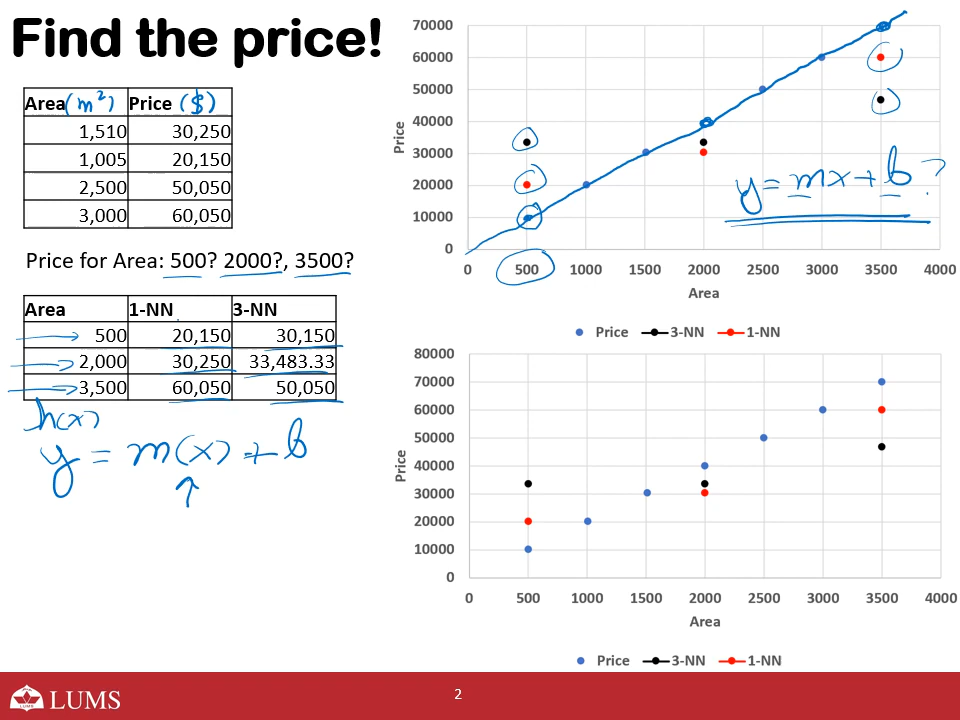 Find the price!
Area (m²) Price ($)
1,510 30,250
1,005 20,150
2,500 50,050
3,000 60,050
Price for Area: 500? 2000?, 3500?
Area 1-NN 3-NN
500 20,150 30,150
2,000 30,250 33,483.33
3,500 60,050 50,050
h(x)
y = m(x) + b
70000
60000
50000
40000
30000
20000
10000
0
Price
0 500 1000 1500 2000 2500 3000 3500 4000
Area
y = mx + b ?
Price 3-NN 1-NN
80000
70000
60000
50000
40000
30000
20000
10000
0
Price
0 500 1000 1500 2000 2500 3000 3500 4000
Area
Price 3-NN 1-NN
LUMS
LUMS
2